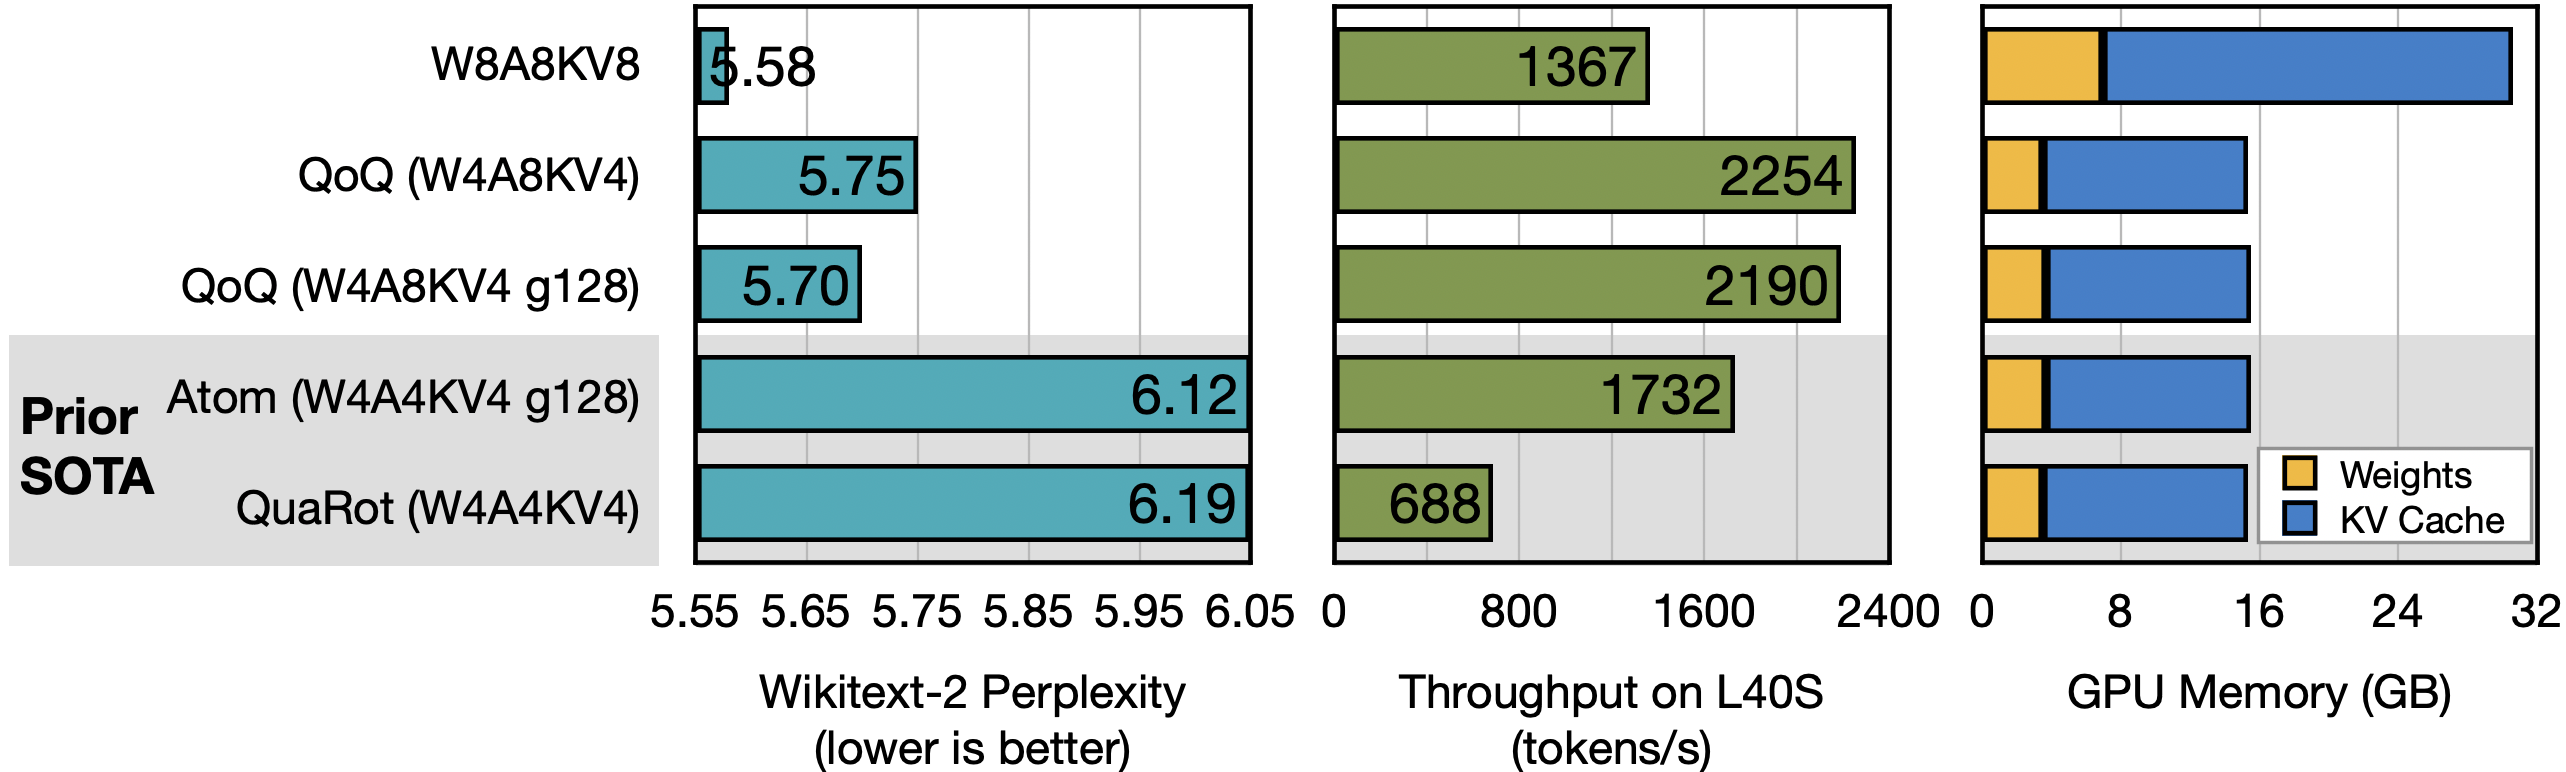 W8A8KV8
5.58
1367
QoQ (W4A8KV4)
5.75
2254
QoQ (W4A8KV4 g128)
5.70
2190
Prior
SOTA
Atom (W4A4KV4 g128)
6.12
1732
QuaRot (W4A4KV4)
6.19
688
Weights
KV Cache
5.55 5.65 5.75 5.85 5.95 6.05
0 800 1600 2400
0 8 16 24 32
Wikitext-2 Perplexity
(lower is better)
Throughput on L40S
(tokens/s)
GPU Memory (GB)